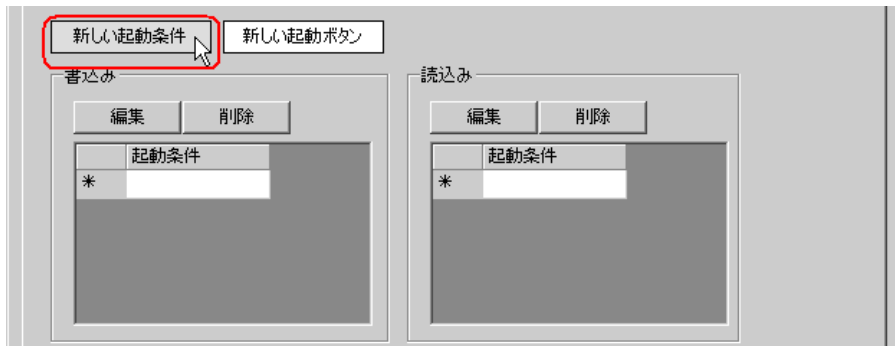 新しい起動条件 新しい起動ボタン
書込み 読込み
編集 削除 編集 削除
起動条件 起動条件
* *